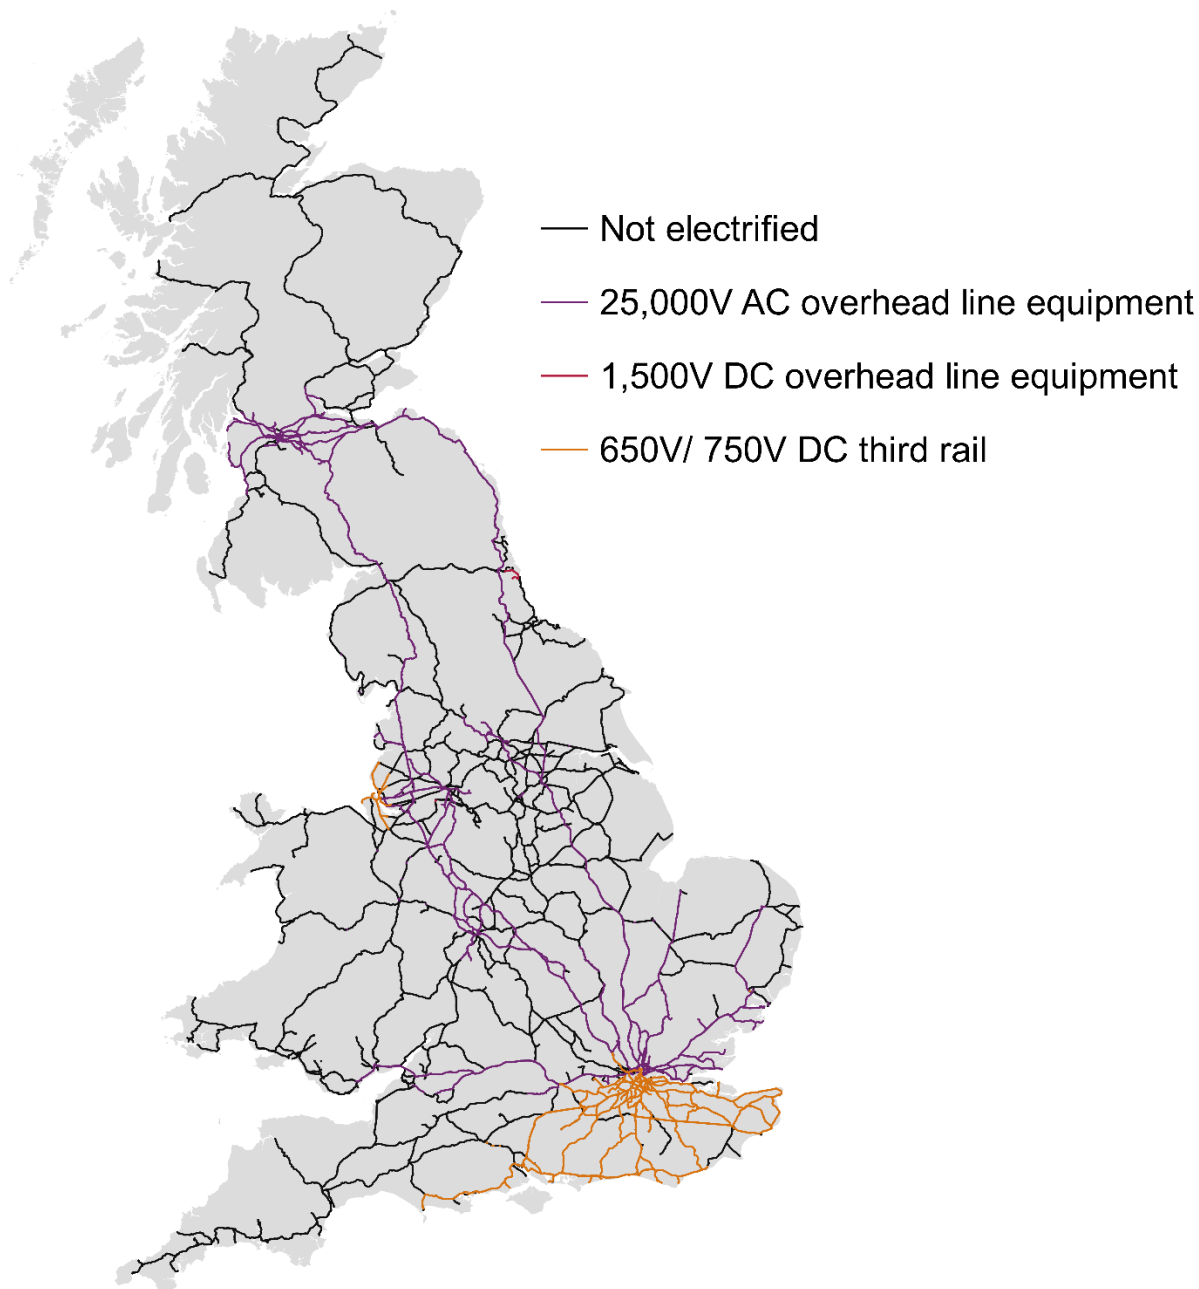 Not electrified
25,000V AC overhead line equipment
1,500V DC overhead line equipment
650V/ 750V DC third rail